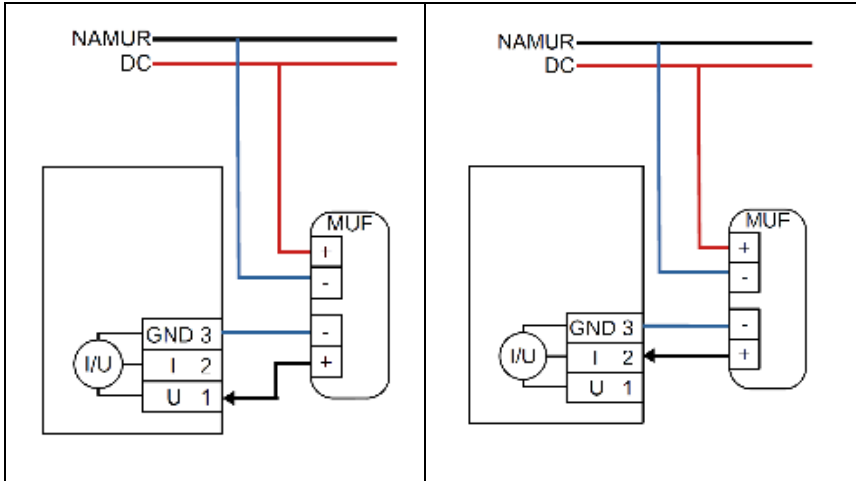 NAMUR
DC
MUF
+
-
-
+
GND 3
I 2
U 1
I/U
NAMUR
DC
MUF
+
-
-
+
GND 3
I 2
U 1
I/U